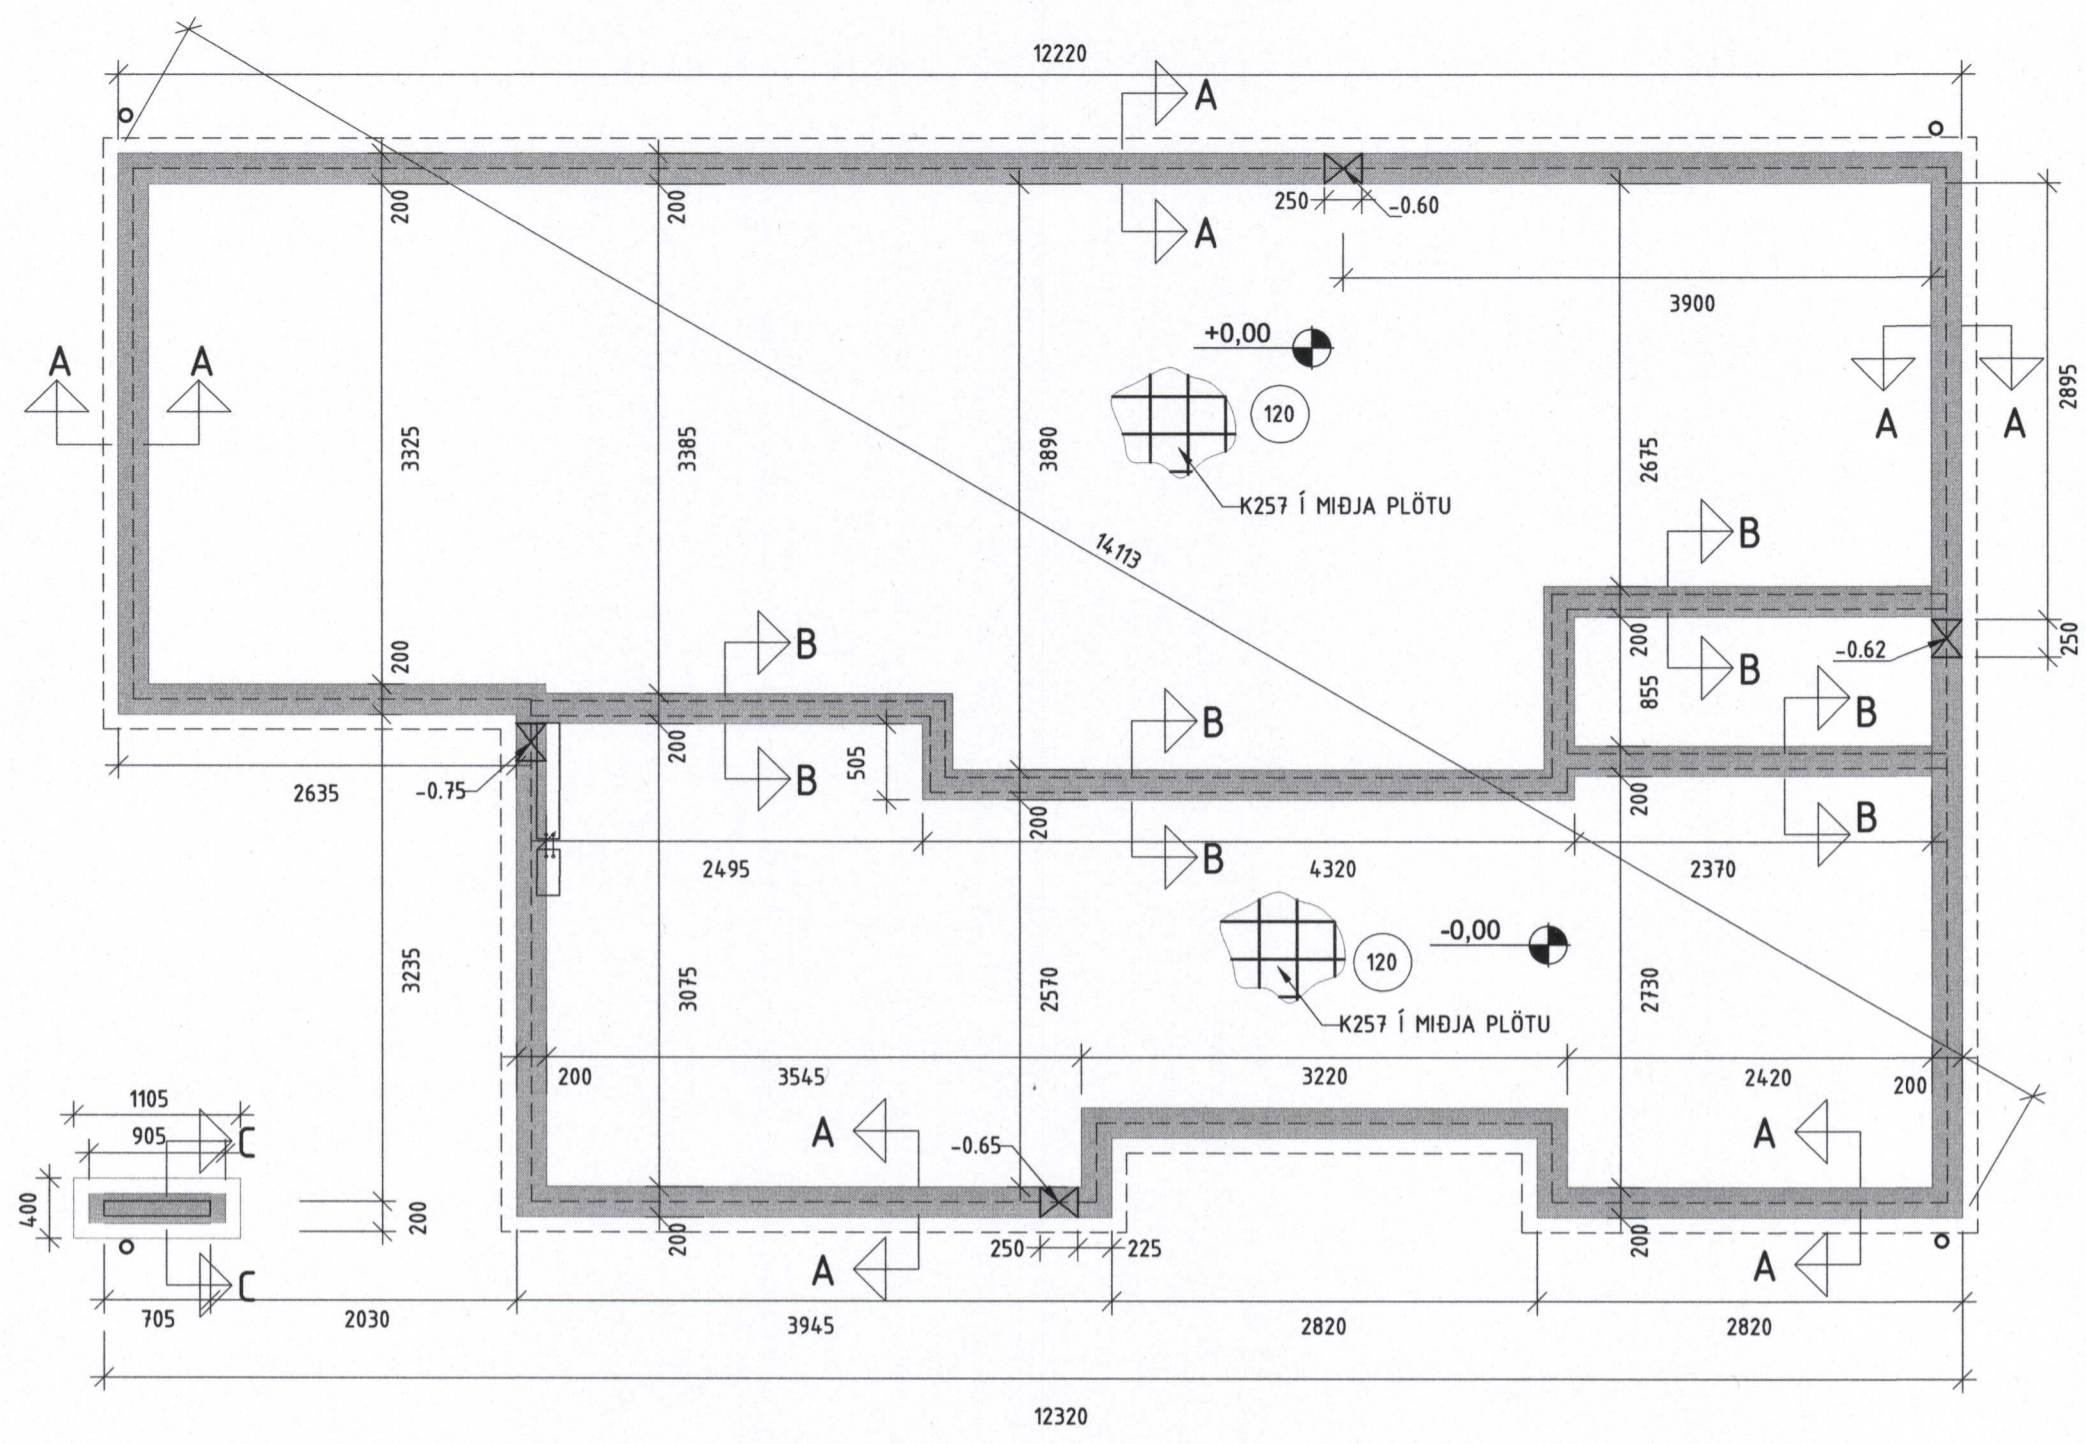 12220
A
200
200
250
-0.60
A
3900
+0,00
A
A
2895
120
A
A
3325
3385
3890
2675
K257 Í MIÐJA PLÖTU
B
14113
200
B
200
250
-0.62
B
855
B
B
2635
-0.75
200
B
505
200
200
B
2495
B
4320
2370
-0,00
120
3235
3075
2570
2730
K257 Í MIÐJA PLÖTU
200
3545
3220
2420
200
1105
905
C
A
-0.65
A
400
200
200
250
225
200
A
A
C
705
2030
3945
2820
2820
12320